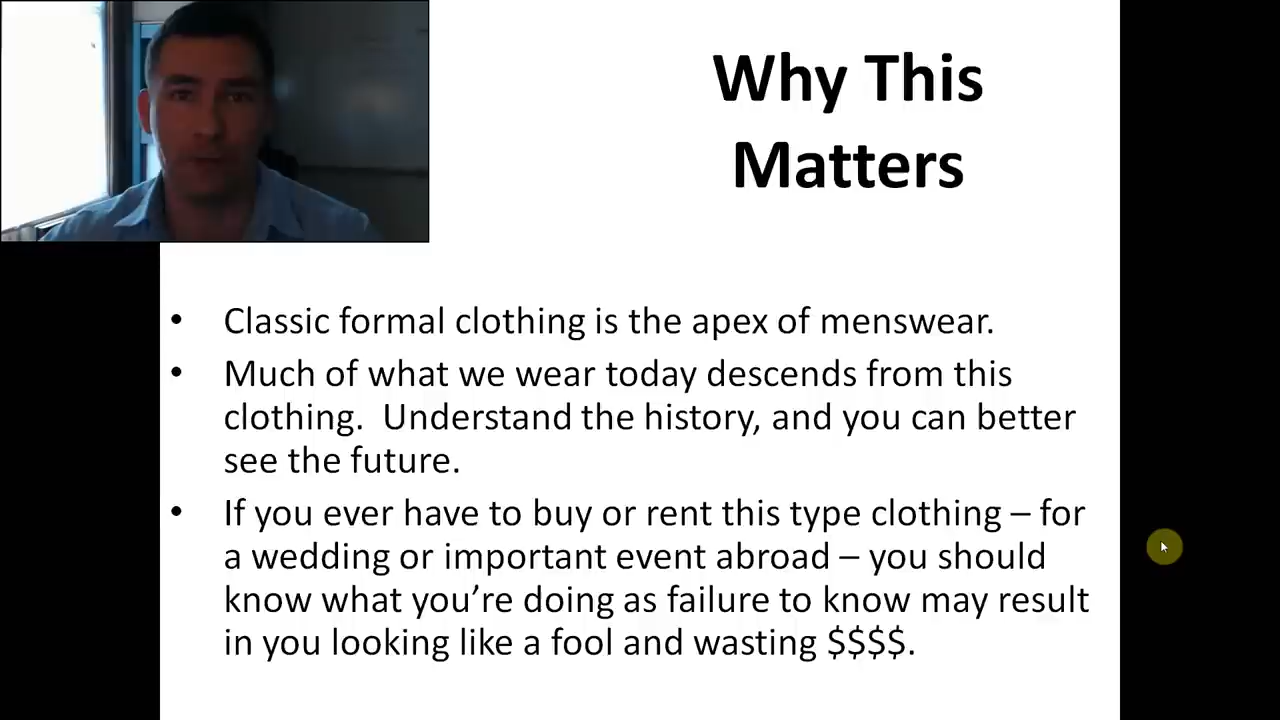 Why This
Matters
• Classic formal clothing is the apex of menswear.
• Much of what we wear today descends from this
clothing.  Understand the history, and you can better
see the future.
• If you ever have to buy or rent this type clothing – for
a wedding or important event abroad – you should
know what you’re doing as failure to know may result
in you looking like a fool and wasting $$$$.